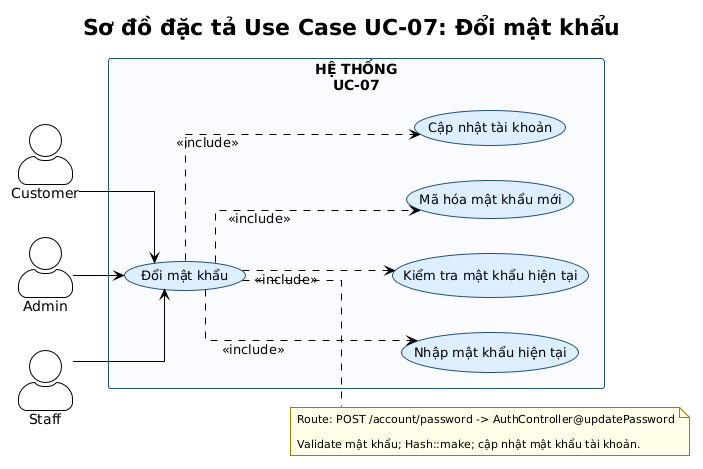 Sơ đồ đặc tả Use Case UC-07: Đổi mật khẩu
HỆ THỐNG
UC-07
Cập nhật tài khoản
«include»
Customer
Mã hóa mật khẩu mới
«include»
Đổi mật khẩu
Kiểm tra mật khẩu hiện tại
«include»
Admin
Nhập mật khẩu hiện tại
«include»
Staff
Route: POST /account/password -> AuthController@updatePassword
Validate mật khẩu; Hash::make; cập nhật mật khẩu tài khoản.